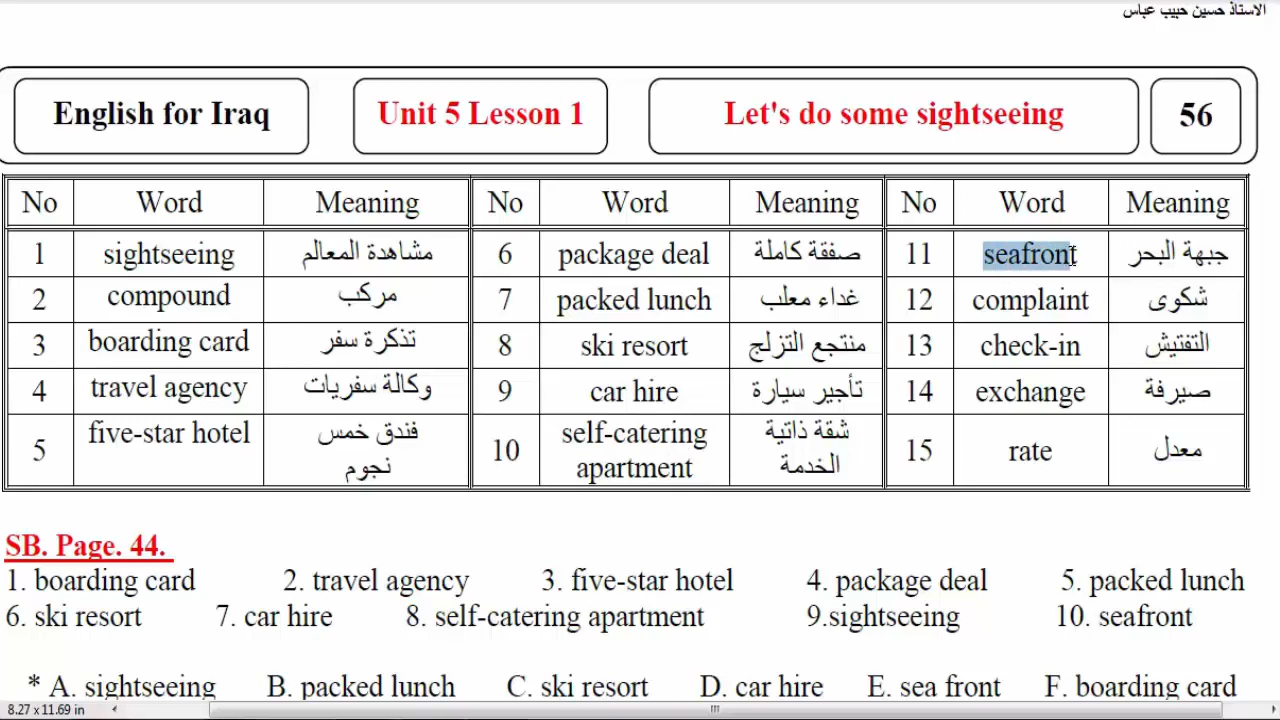 الاستاذ حسين حبيب عباس
English for Iraq Unit 5 Lesson 1 Let's do some sightseeing 56
No Word Meaning No Word Meaning No Word Meaning
1 sightseeing مشاهدة المعالم 6 package deal صفقة كاملة 11 seafront جبهة البحر
2 compound مركب 7 packed lunch غداء معلب 12 complaint شكوى
3 boarding card تذكرة سفر 8 ski resort منتجع التزلج 13 check-in التفتيش
4 travel agency وكالة سفريات 9 car hire تأجير سيارة 14 exchange صيرفة
5 five-star hotel فندق خمس نجوم 10 self-catering apartment شقة ذاتية الخدمة 15 rate معدل
SB. Page. 44.
1. boarding card 2. travel agency 3. five-star hotel 4. package deal 5. packed lunch
6. ski resort 7. car hire 8. self-catering apartment 9.sightseeing 10. seafront
* A. sightseeing B. packed lunch C. ski resort D. car hire E. sea front F. boarding card
8.27 x 11.69 in